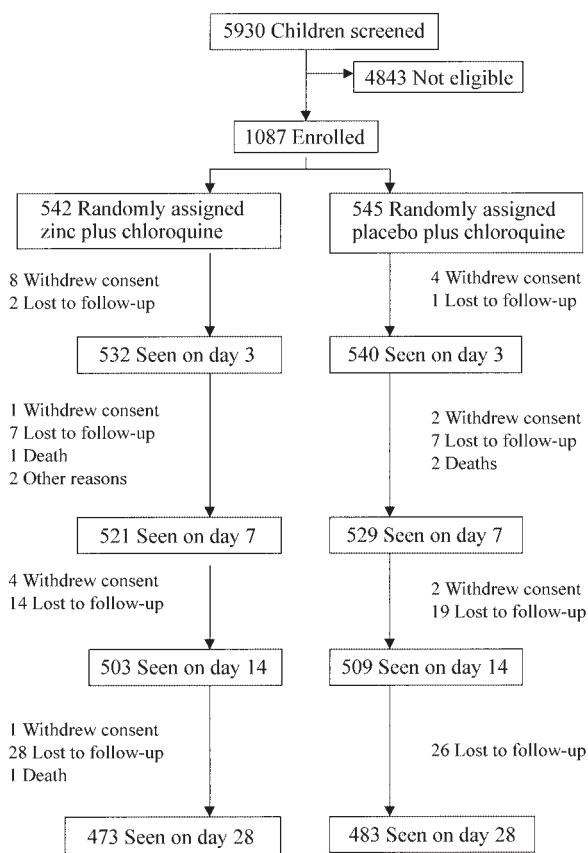 5930 Children screened
4843 Not eligible
1087 Enrolled
542 Randomly assigned
zinc plus chloroquine
545 Randomly assigned
placebo plus chloroquine
8 Withdrew consent
2 Lost to follow-up
4 Withdrew consent
1 Lost to follow-up
532 Seen on day 3
540 Seen on day 3
1 Withdrew consent
7 Lost to follow-up
1 Death
2 Other reasons
2 Withdrew consent
7 Lost to follow-up
2 Deaths
521 Seen on day 7
529 Seen on day 7
4 Withdrew consent
14 Lost to follow-up
2 Withdrew consent
19 Lost to follow-up
503 Seen on day 14
509 Seen on day 14
1 Withdrew consent
28 Lost to follow-up
1 Death
26 Lost to follow-up
473 Seen on day 28
483 Seen on day 28